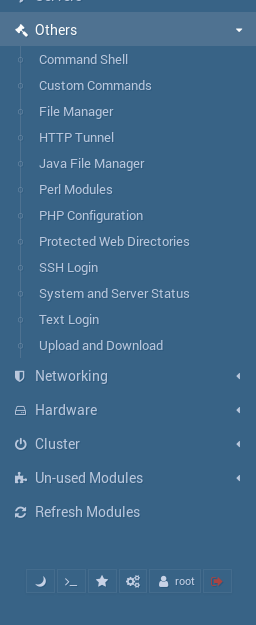 Servers
Others
Command Shell
Custom Commands
File Manager
HTTP Tunnel
Java File Manager
Perl Modules
PHP Configuration
Protected Web Directories
SSH Login
System and Server Status
Text Login
Upload and Download
Networking
Hardware
Cluster
Un-used Modules
Refresh Modules
root